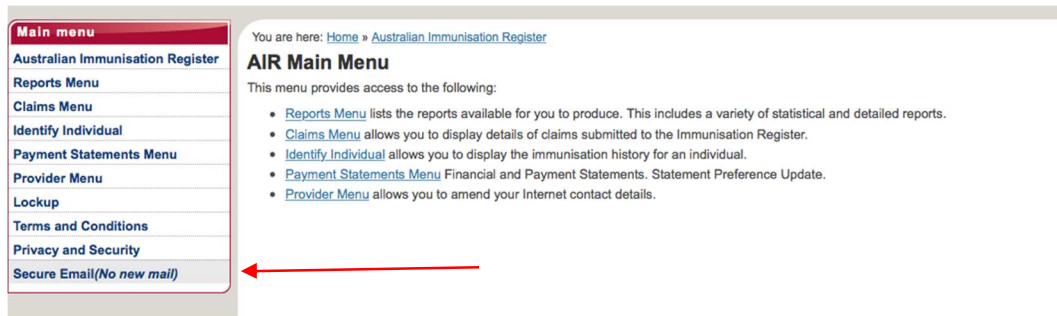 Main menu
Australian Immunisation Register
Reports Menu
Claims Menu
Identify Individual
Payment Statements Menu
Provider Menu
Lockup
Terms and Conditions
Privacy and Security
Secure Email(No new mail)
You are here: Home » Australian Immunisation Register
AIR Main Menu
This menu provides access to the following:
• Reports Menu lists the reports available for you to produce. This includes a variety of statistical and detailed reports.
• Claims Menu allows you to display details of claims submitted to the Immunisation Register.
• Identify Individual allows you to display the immunisation history for an individual.
• Payment Statements Menu Financial and Payment Statements. Statement Preference Update.
• Provider Menu allows you to amend your Internet contact details.